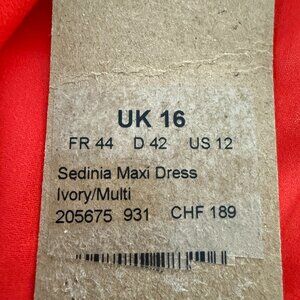 UK 16
FR 44 D 42 US 12
Sedinia Maxi Dress
Ivory/Multi
205675 931 CHF 189